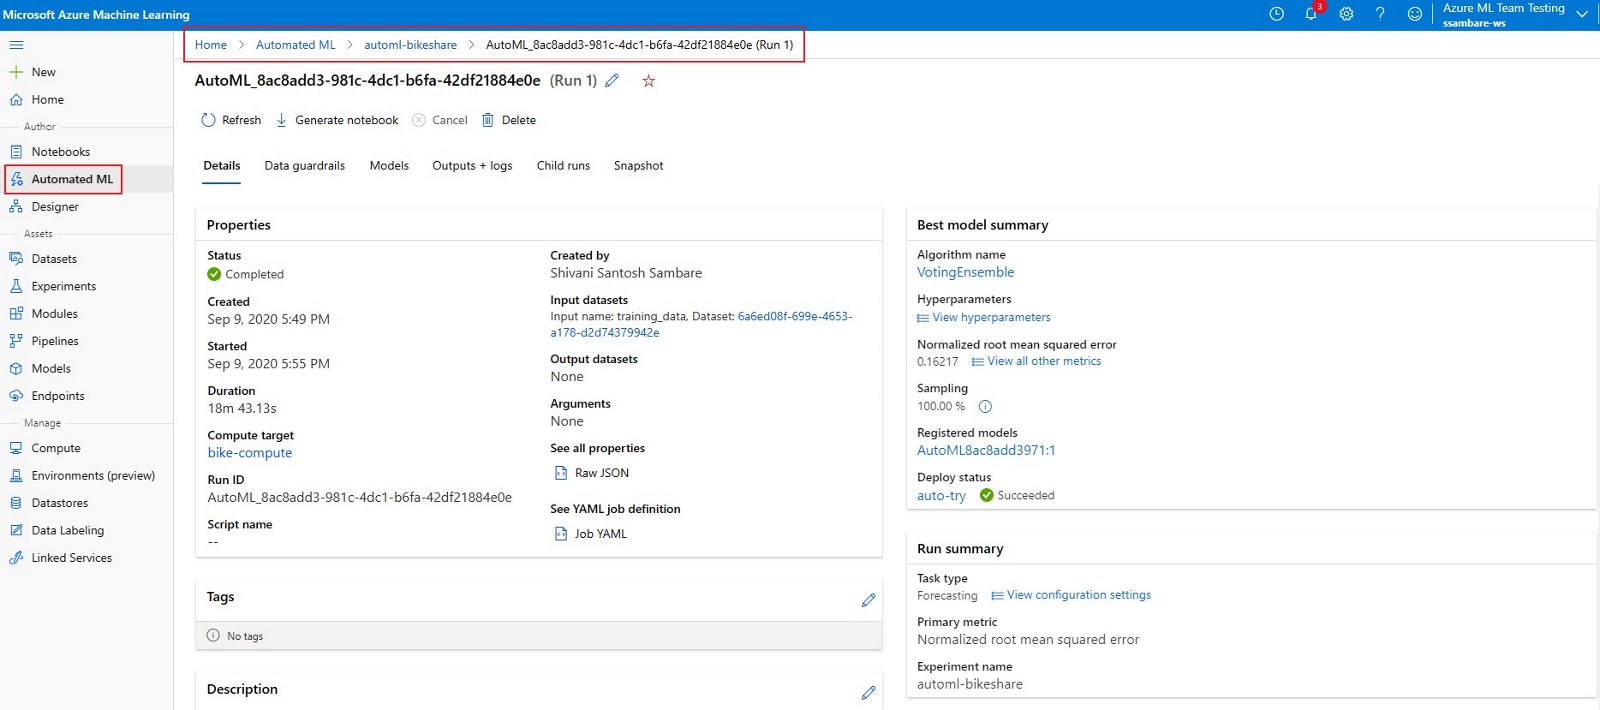 Microsoft Azure Machine Learning
3
Azure ML Team Testing
ssambare-ws
New
Home
Author
Notebooks
Automated ML
Designer
Assets
Datasets
Experiments
Modules
Pipelines
Models
Endpoints
Manage
Compute
Environments (preview)
Datastores
Data Labeling
Linked Services
Home > Automated ML > automl-bikeshare > AutoML_8ac8add3-981c-4dc1-b6fa-42df21884e0e (Run 1)
AutoML_8ac8add3-981c-4dc1-b6fa-42df21884e0e (Run 1)
Refresh Generate notebook Cancel Delete
Details Data guardrails Models Outputs + logs Child runs Snapshot
Properties
Status
Completed
Created
Sep 9, 2020 5:49 PM
Started
Sep 9, 2020 5:55 PM
Duration
18m 43.13s
Compute target
bike-compute
Run ID
AutoML_8ac8add3-981c-4dc1-b6fa-42df21884e0e
Script name
--
Created by
Shivani Santosh Sambare
Input datasets
Input name: training_data, Dataset: 6a6ed08f-699e-4653-
a178-d2d74379942e
Output datasets
None
Arguments
None
See all properties
Raw JSON
See YAML job definition
Job YAML
Tags
No tags
Description
Best model summary
Algorithm name
VotingEnsemble
Hyperparameters
View hyperparameters
Normalized root mean squared error
0.16217 View all other metrics
Sampling
100.00 %
Registered models
AutoML8ac8add3971:1
Deploy status
auto-try Succeeded
Run summary
Task type
Forecasting View configuration settings
Primary metric
Normalized root mean squared error
Experiment name
automl-bikeshare